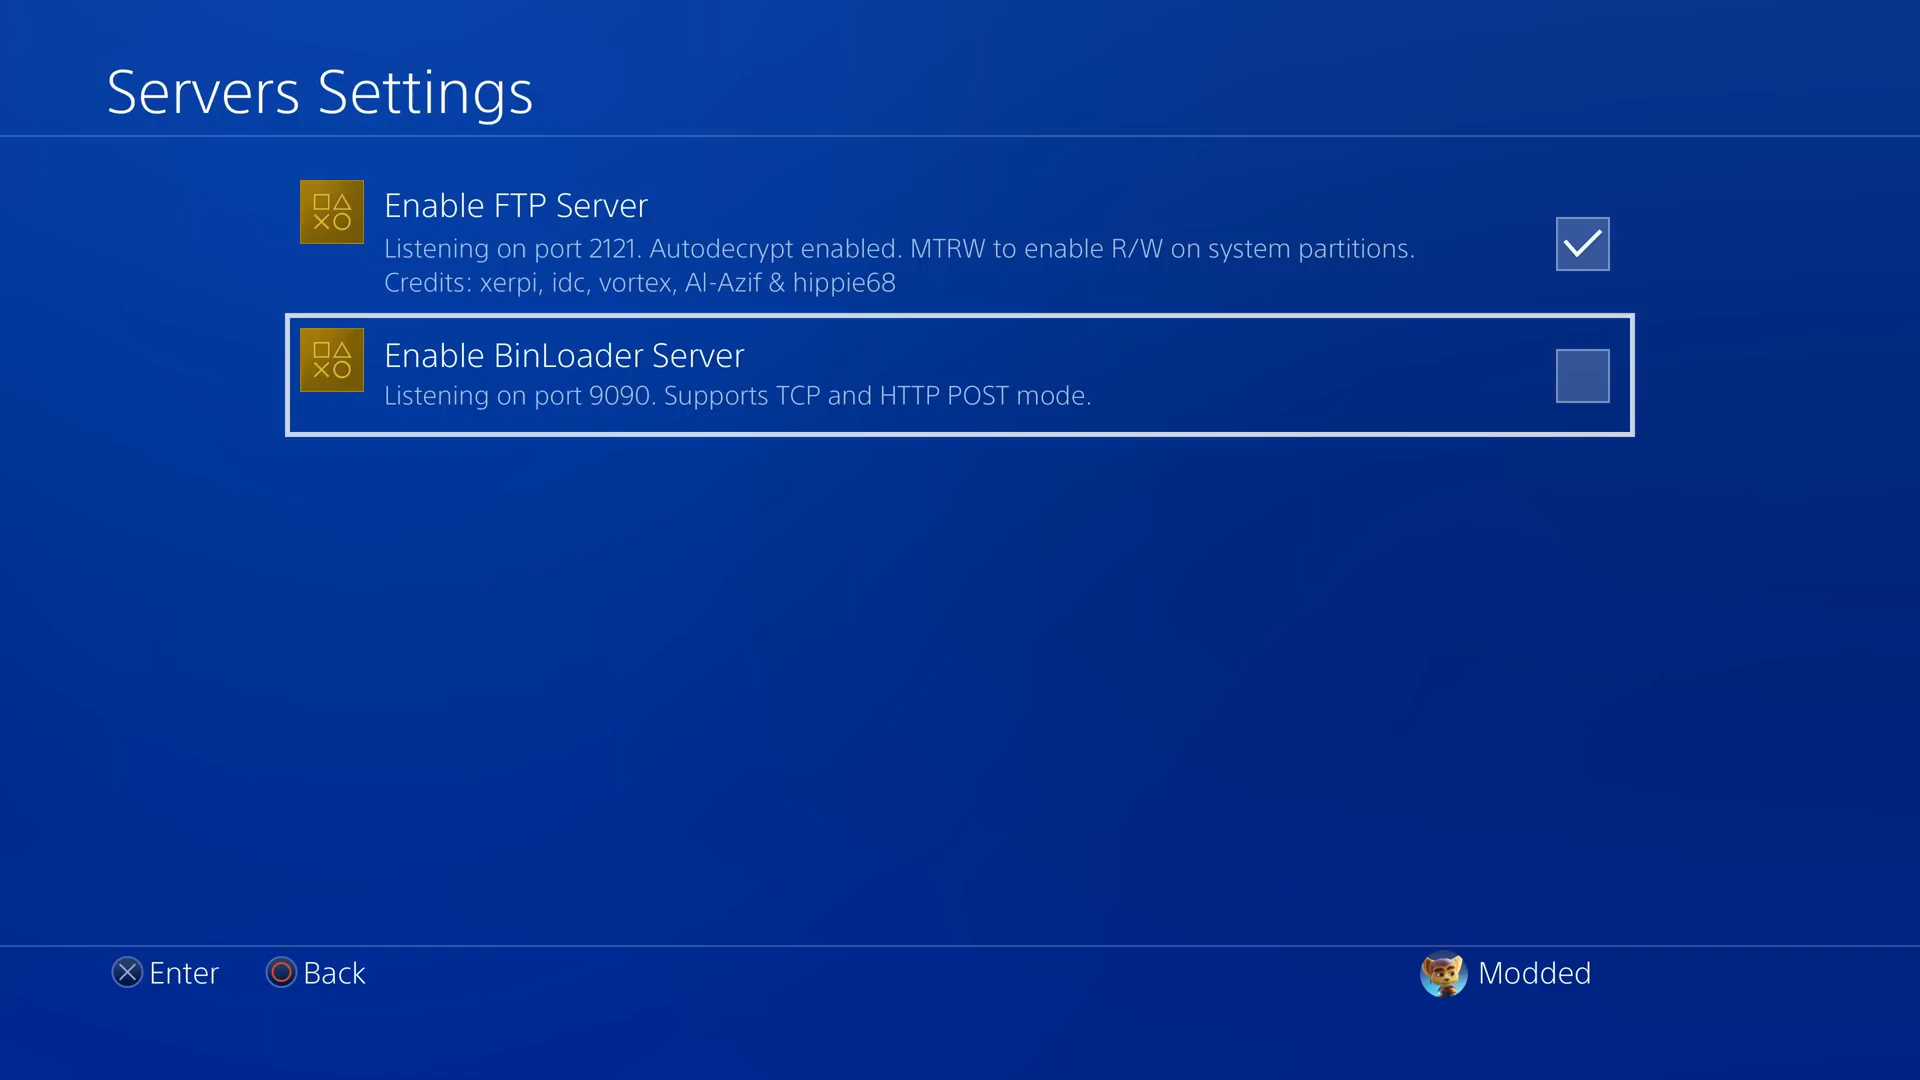 Servers Settings
Enable FTP Server
Listening on port 2121. Autodecrypt enabled. MTRW to enable R/W on system partitions.
Credits: xerpi, idc, vortex, Al-Azif & hippie68
Enable BinLoader Server
Listening on port 9090. Supports TCP and HTTP POST mode.
Enter Back Modded